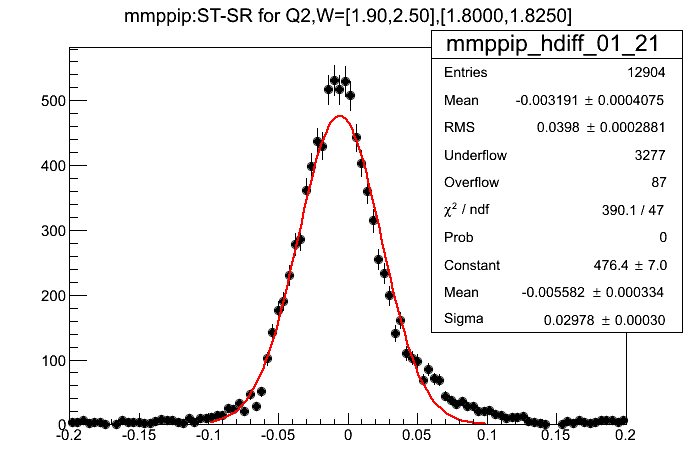 mmppip:ST-SR for Q2,W=[1.90,2.50],[1.8000,1.8250]
mmppip_hdiff_01_21
Entries 12904
Mean -0.003191 ± 0.0004075
RMS 0.0398 ± 0.0002881
Underflow 3277
Overflow 87
χ² / ndf 390.1 / 47
Prob 0
Constant 476.4 ± 7.0
Mean -0.005582 ± 0.000334
Sigma 0.02978 ± 0.00030
500
400
300
200
100
0
-0.2 -0.15 -0.1 -0.05 0 0.05 0.1 0.15 0.2